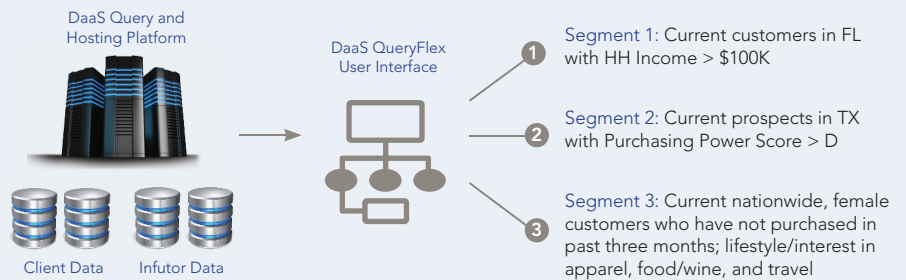 DaaS Query and
Hosting Platform
Client Data
Infutor Data
DaaS QueryFlex
User Interface
1
Segment 1: Current customers in FL
with HH Income > $100K
2
Segment 2: Current prospects in TX
with Purchasing Power Score > D
3
Segment 3: Current nationwide, female
customers who have not purchased in
past three months; lifestyle/interest in
apparel, food/wine, and travel